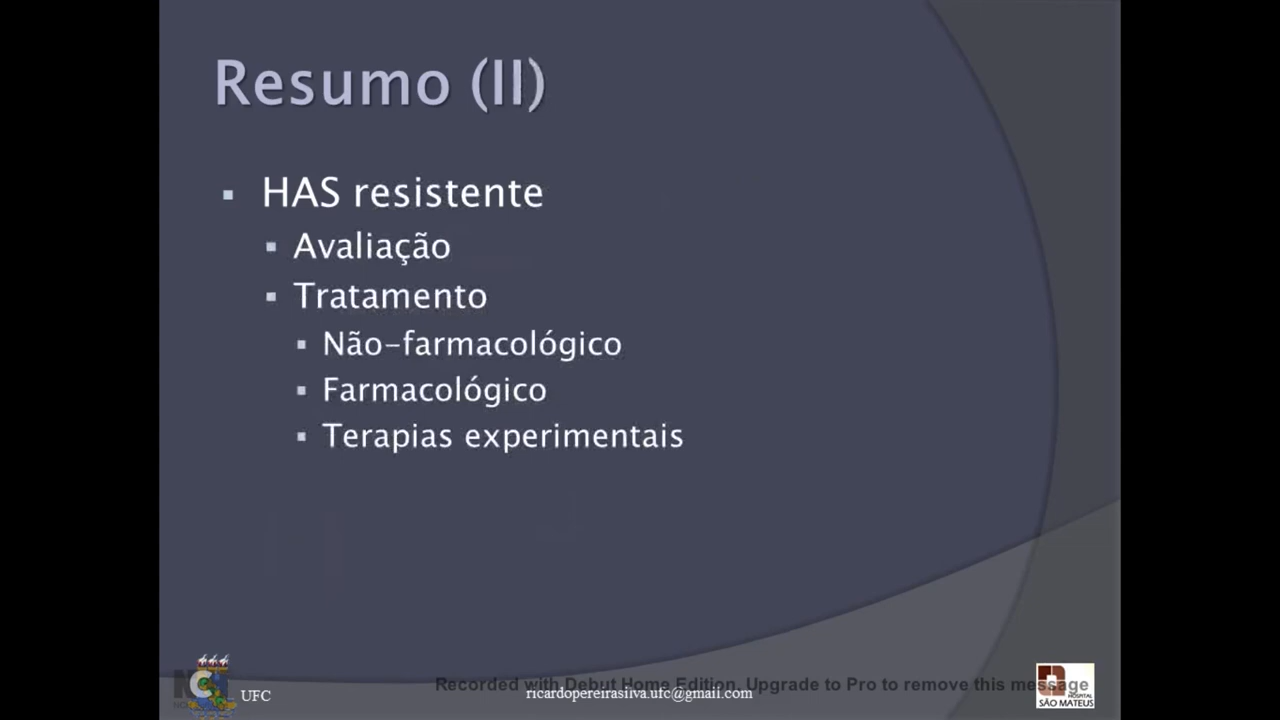 Resumo (II)
HAS resistente
Avaliação
Tratamento
Não-farmacológico
Farmacológico
Terapias experimentais
UFC
Recorded with Debut Home Edition. Upgrade to Pro to remove this message
ricardopereirasilva.ufc@gmail.com
HOSPITAL
SÃO MATEUS